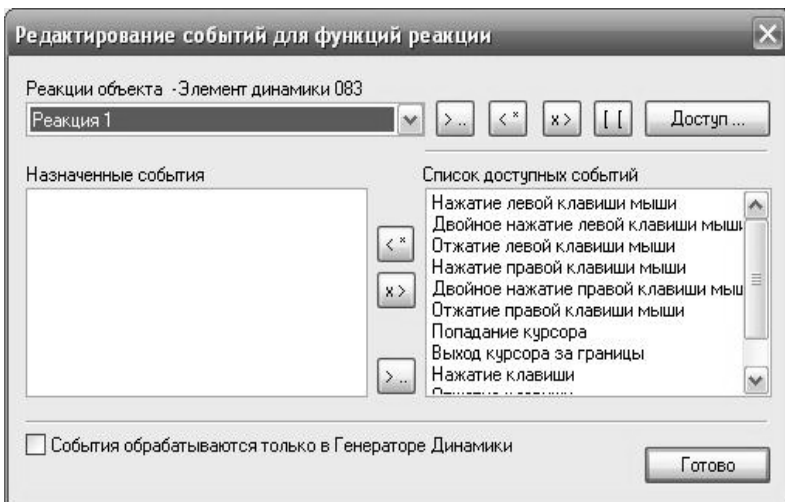 Редактирование событий для функций реакции
Реакции объекта -Элемент динамики 083
Реакция 1
> ..
< *
x >
[ [
Доступ ...
Назначенные события
Список доступных событий
Нажатие левой клавиши мыши
Двойное нажатие левой клавиши мыши
Отжатие левой клавиши мыши
Нажатие правой клавиши мыши
Двойное нажатие правой клавиши мыш
Отжатие правой клавиши мыши
Попадание курсора
Выход курсора за границы
Нажатие клавиши
< *
x >
> ..
События обрабатываются только в Генераторе Динамики
Готово